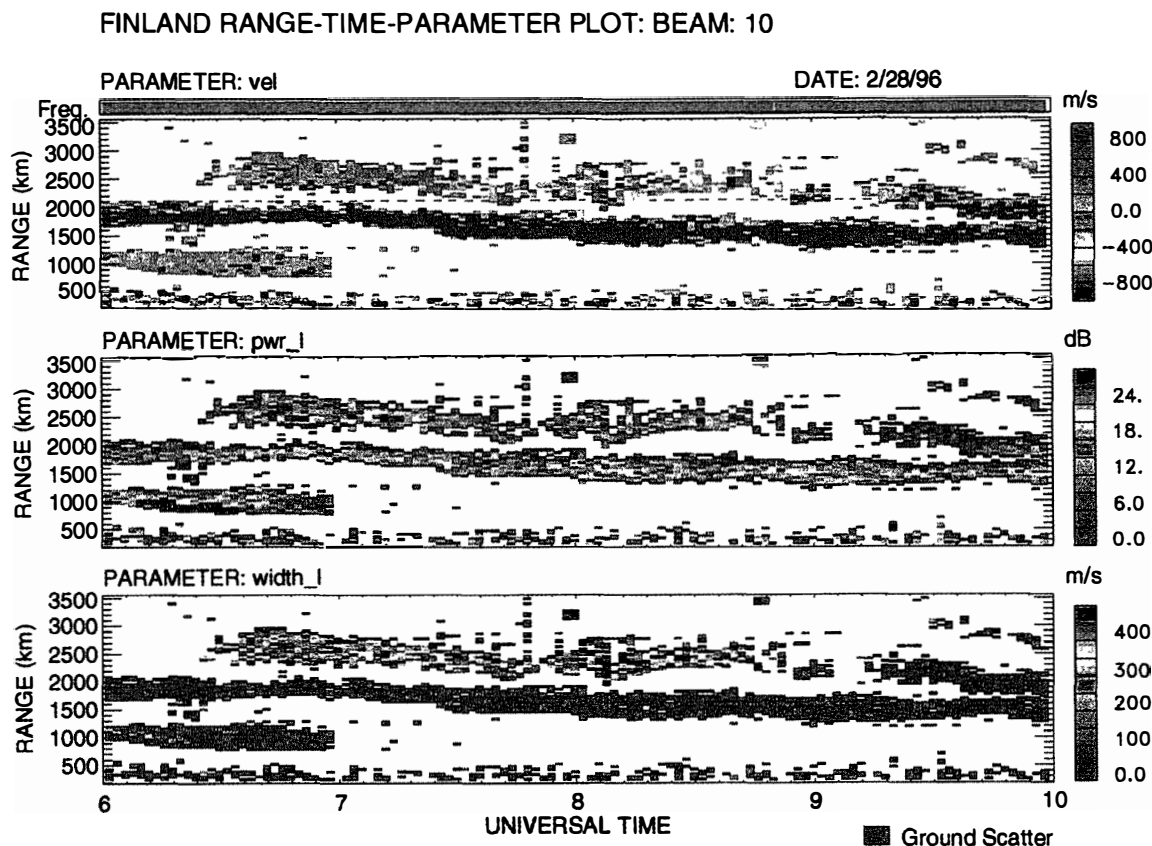 FINLAND RANGE-TIME-PARAMETER PLOT: BEAM: 10
PARAMETER: vel
DATE: 2/28/96
Freq.
m/s
3500
3000
2500
2000
1500
1000
500
RANGE (km)
800
400
0.0
-400
-800
PARAMETER: pwr_l
dB
3500
3000
2500
2000
1500
1000
500
RANGE (km)
24.
18.
12.
6.0
0.0
PARAMETER: width_l
m/s
3500
3000
2500
2000
1500
1000
500
RANGE (km)
400
300
200
100
0.0
6 7 8 9 10
UNIVERSAL TIME
Ground Scatter